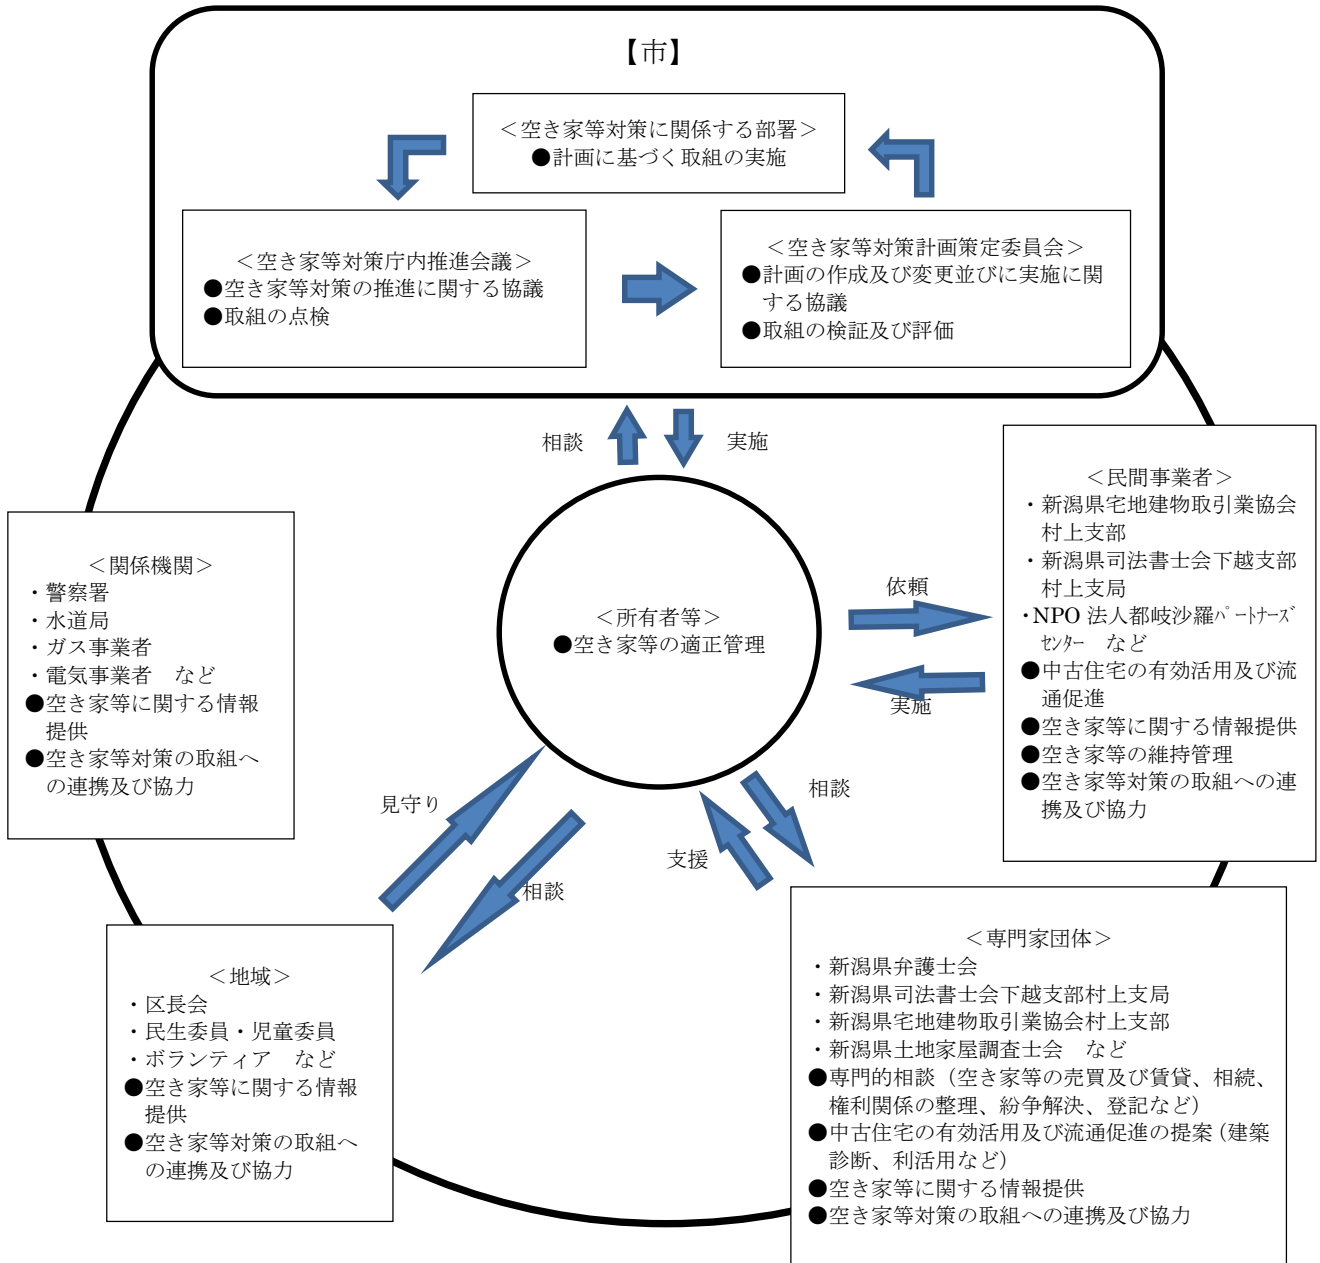 【市】
＜空き家等対策に関係する部署＞
●計画に基づく取組の実施
＜空き家等対策庁内推進会議＞
●空き家等対策の推進に関する協議
●取組の点検
＜空き家等対策計画策定委員会＞
●計画の作成及び変更並びに実施に関
する協議
●取組の検証及び評価
相談
実施
＜関係機関＞
・警察署
・水道局
・ガス事業者
・電気事業者　など
●空き家等に関する情報
提供
●空き家等対策の取組へ
の連携及び協力
＜所有者等＞
●空き家等の適正管理
依頼
実施
＜民間事業者＞
・新潟県宅地建物取引業協会
村上支部
・新潟県司法書士会下越支部
村上支局
・NPO 法人都岐沙羅ﾊﾟｰﾄﾅｰｽﾞ
ｾﾝﾀｰ　など
●中古住宅の有効活用及び流
通促進
●空き家等に関する情報提供
●空き家等の維持管理
●空き家等対策の取組への連
携及び協力
見守り
相談
支援
相談
＜地域＞
・区長会
・民生委員・児童委員
・ボランティア　など
●空き家等に関する情報
提供
●空き家等対策の取組へ
の連携及び協力
＜専門家団体＞
・新潟県弁護士会
・新潟県司法書士会下越支部村上支局
・新潟県宅地建物取引業協会村上支部
・新潟県土地家屋調査士会　など
●専門的相談（空き家等の売買及び賃貸、相続、
権利関係の整理、紛争解決、登記など）
●中古住宅の有効活用及び流通促進の提案（建築
診断、利活用など）
●空き家等に関する情報提供
●空き家等対策の取組への連携及び協力